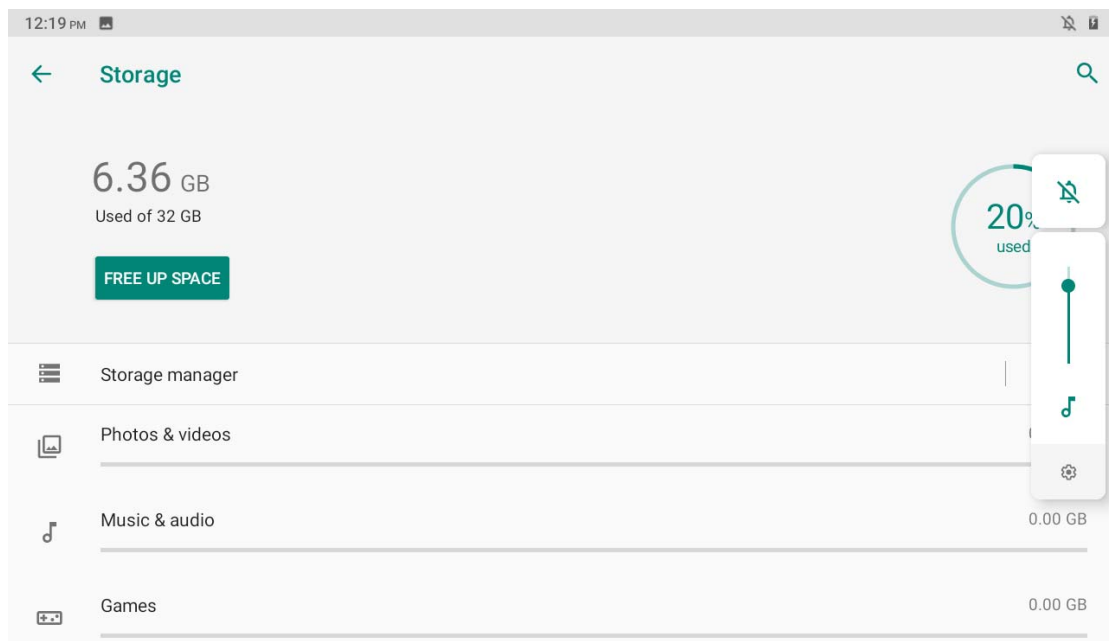 12:19 PM
Storage
6.36 GB
Used of 32 GB
20%
used
FREE UP SPACE
Storage manager
Photos & videos
Music & audio
0.00 GB
Games
0.00 GB